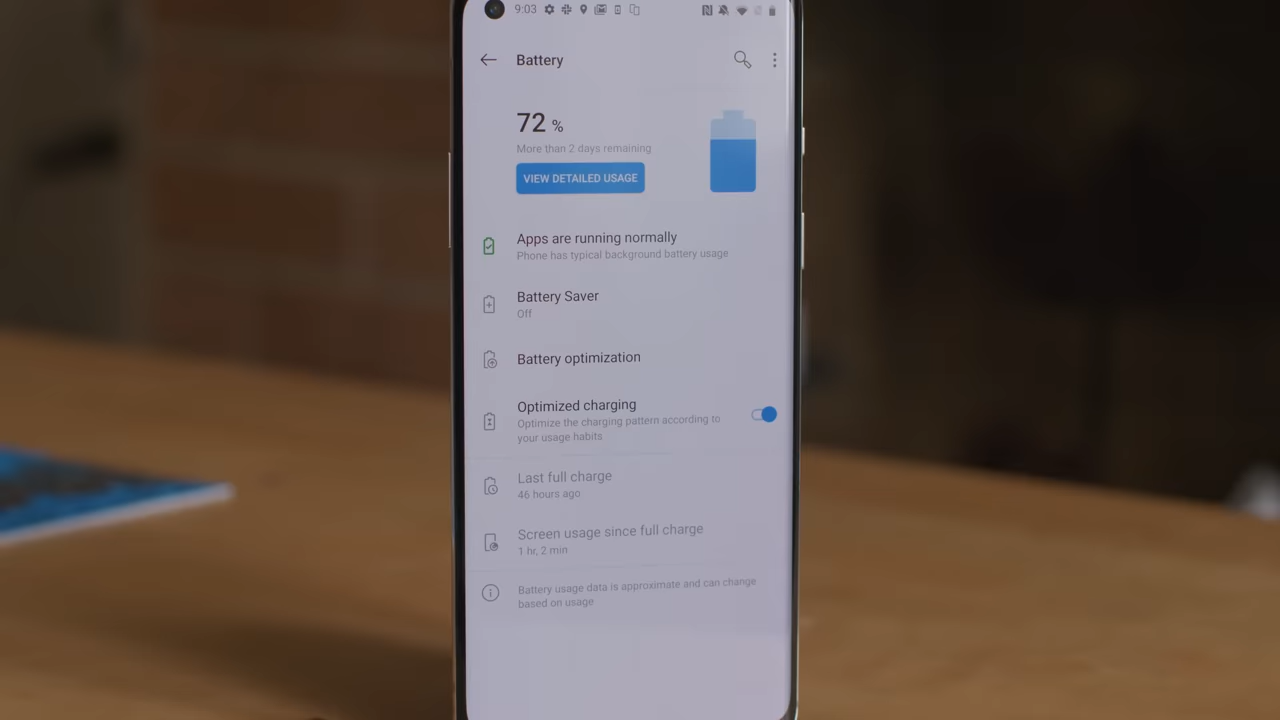 9:03
Battery
72 %
More than 2 days remaining
VIEW DETAILED USAGE
Apps are running normally
Phone has typical background battery usage
Battery Saver
Off
Battery optimization
Optimized charging
Optimize the charging pattern according to
your usage habits
Last full charge
46 hours ago
Screen usage since full charge
1 hr, 2 min
Battery usage data is approximate and can change
based on usage